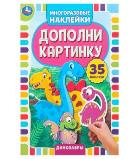 МНОГОРАЗОВЫЕ
НАКЛЕЙКИ
ДОПОЛНИ
КАРТИНКУ
35
ДИНОЗАВРЫ